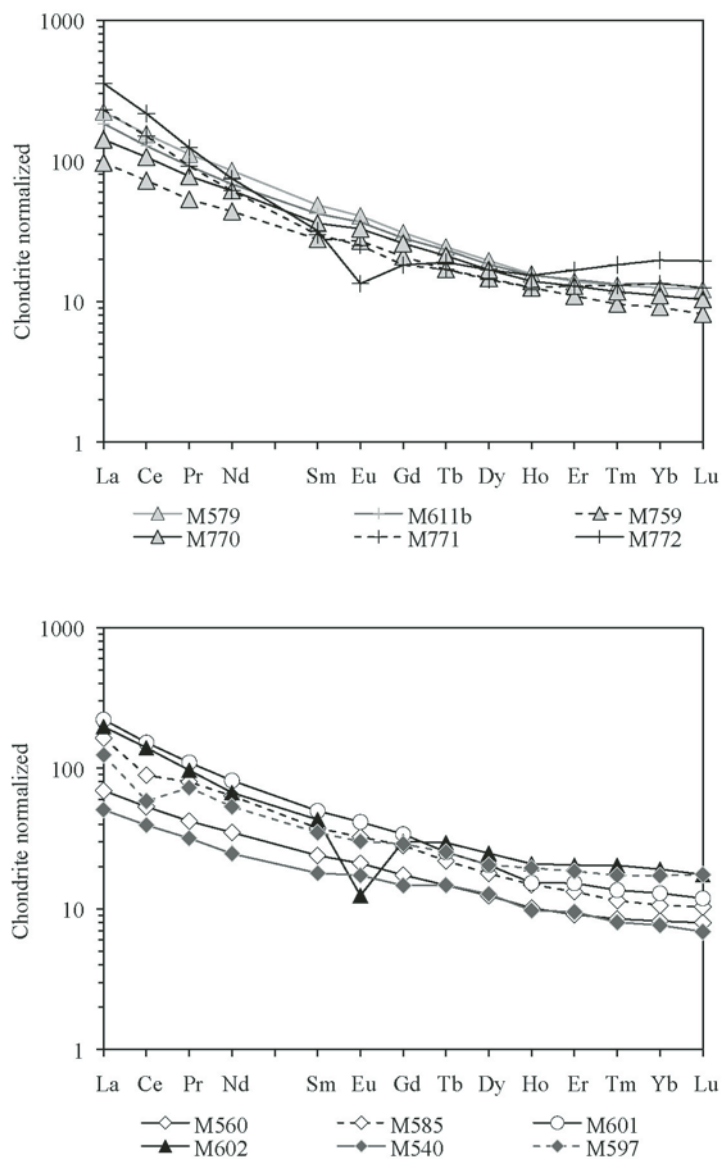 1000
100
10
1
Chondrite normalized
La Ce Pr Nd Sm Eu Gd Tb Dy Ho Er Tm Yb Lu
M579 M611b M759
M770 M771 M772
1000
100
10
1
Chondrite normalized
La Ce Pr Nd Sm Eu Gd Tb Dy Ho Er Tm Yb Lu
M560 M585 M601
M602 M540 M597